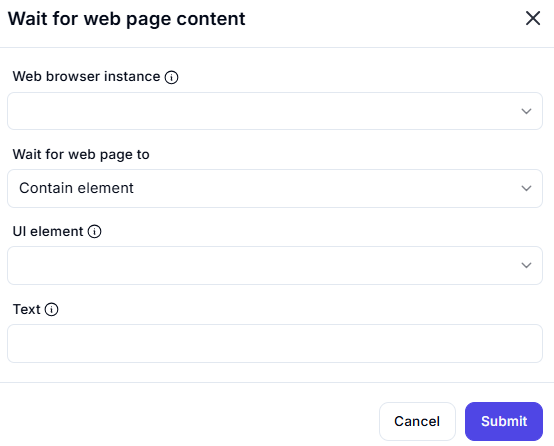 Wait for web page content
Web browser instance
Wait for web page to
Contain element
UI element
Text
Cancel
Submit